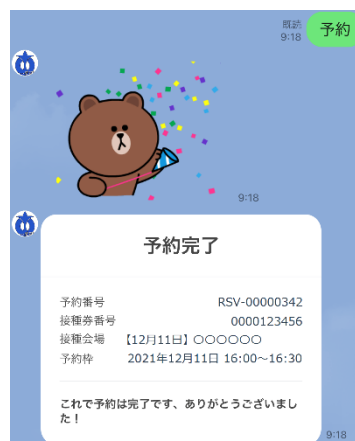 既読
9:18
予約
9:18
予約完了
予約番号 RSV-00000342
接種券番号 0000123456
接種会場 【12月11日】〇〇〇〇〇〇
予約枠 2021年12月11日 16:00～16:30
これで予約は完了です、ありがとうございまし
た！
9:18